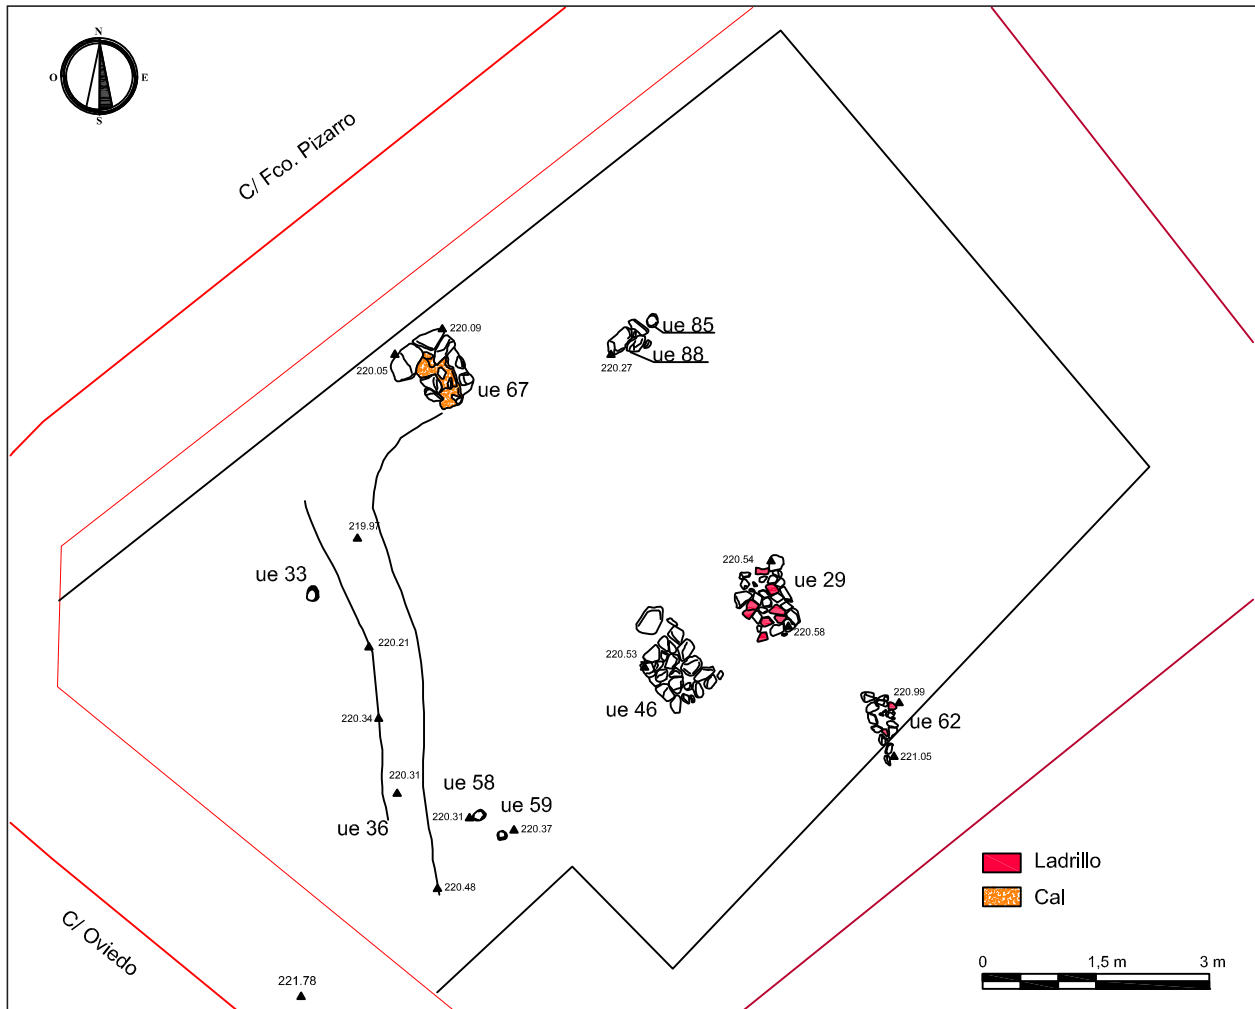 N
O
E
S
C/ Fco. Pizarro
220.09
220.05
ue 67
ue 85
ue 88
220.27
219.97
ue 33
220.21
220.34
220.31
ue 36
ue 58
220.31
ue 59
220.37
220.48
220.54
ue 29
220.58
220.53
ue 46
220.99
ue 62
221.05
C/ Oviedo
221.78
Ladrillo
Cal
0
1,5 m
3 m